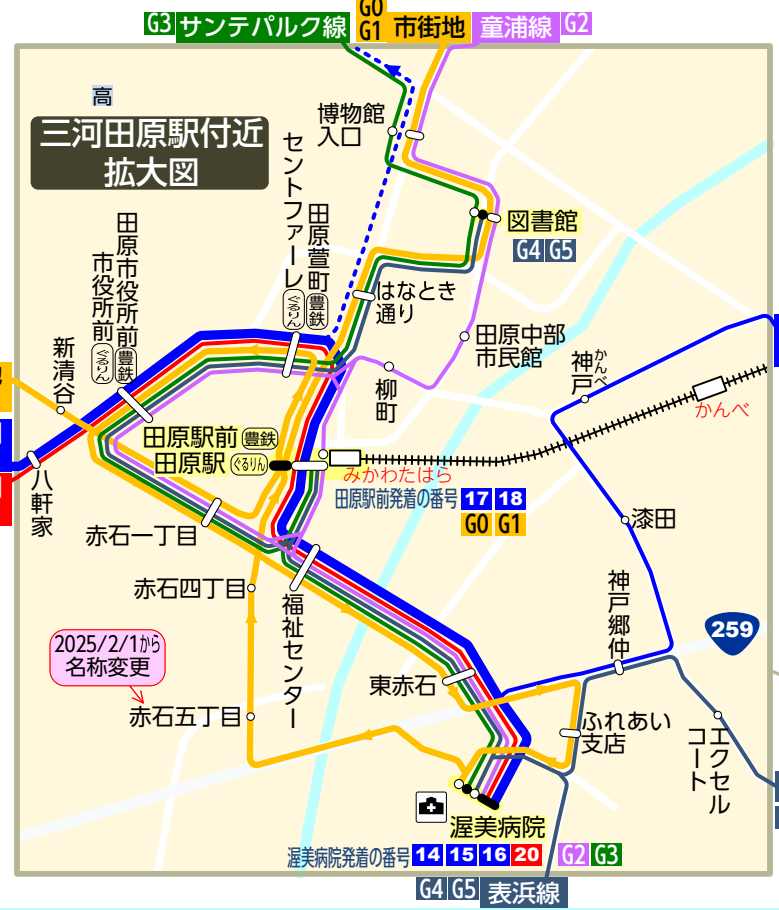 G3 サンテパルク線
G0
G1 市街地
童浦線 G2
高
三河田原駅付近
拡大図
博物館
入口
セントファーレ ぐるりん
田原萱町 豊鉄
図書館
G4 G5
はなとき
通り
田原中部
市民館
田原市役所前 豊鉄
市役所前 ぐるりん
新清谷
柳町
神戸
かんべ
かんべ
田原駅前 豊鉄
田原駅 ぐるりん
みかわたはら
田原駅前発着の番号 17 18
G0 G1
八軒家
赤石一丁目
漆田
赤石四丁目
福祉センター
神戸郷仲
259
2025/2/1から
名称変更
東赤石
赤石五丁目
ふれあい
支店
エクセル
コート
渥美病院
渥美病院発着の番号 14 15 16 20 G2 G3
G4 G5 表浜線